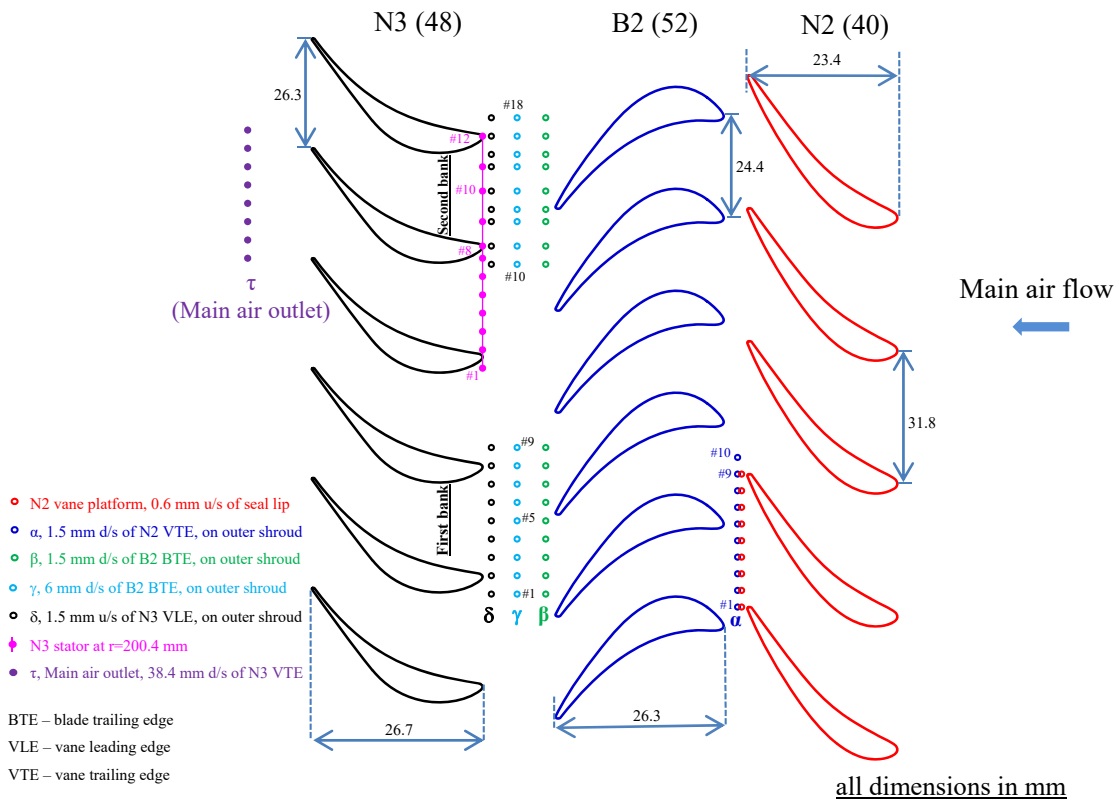 N3 (48)
B2 (52)
N2 (40)
23.4
26.3
#18
#12
24.4
Second bank
#10
#8
#10
τ
(Main air outlet)
Main air flow
#1
31.8
#9
#10
#9
First bank
#5
#1
#1
δ
γ
β
α
N2 vane platform, 0.6 mm u/s of seal lip
α, 1.5 mm d/s of N2 VTE, on outer shroud
β, 1.5 mm d/s of B2 BTE, on outer shroud
γ, 6 mm d/s of B2 BTE, on outer shroud
δ, 1.5 mm u/s of N3 VLE, on outer shroud
N3 stator at r=200.4 mm
τ, Main air outlet, 38.4 mm d/s of N3 VTE
BTE – blade trailing edge
VLE – vane leading edge
VTE – vane trailing edge
26.7
26.3
all dimensions in mm